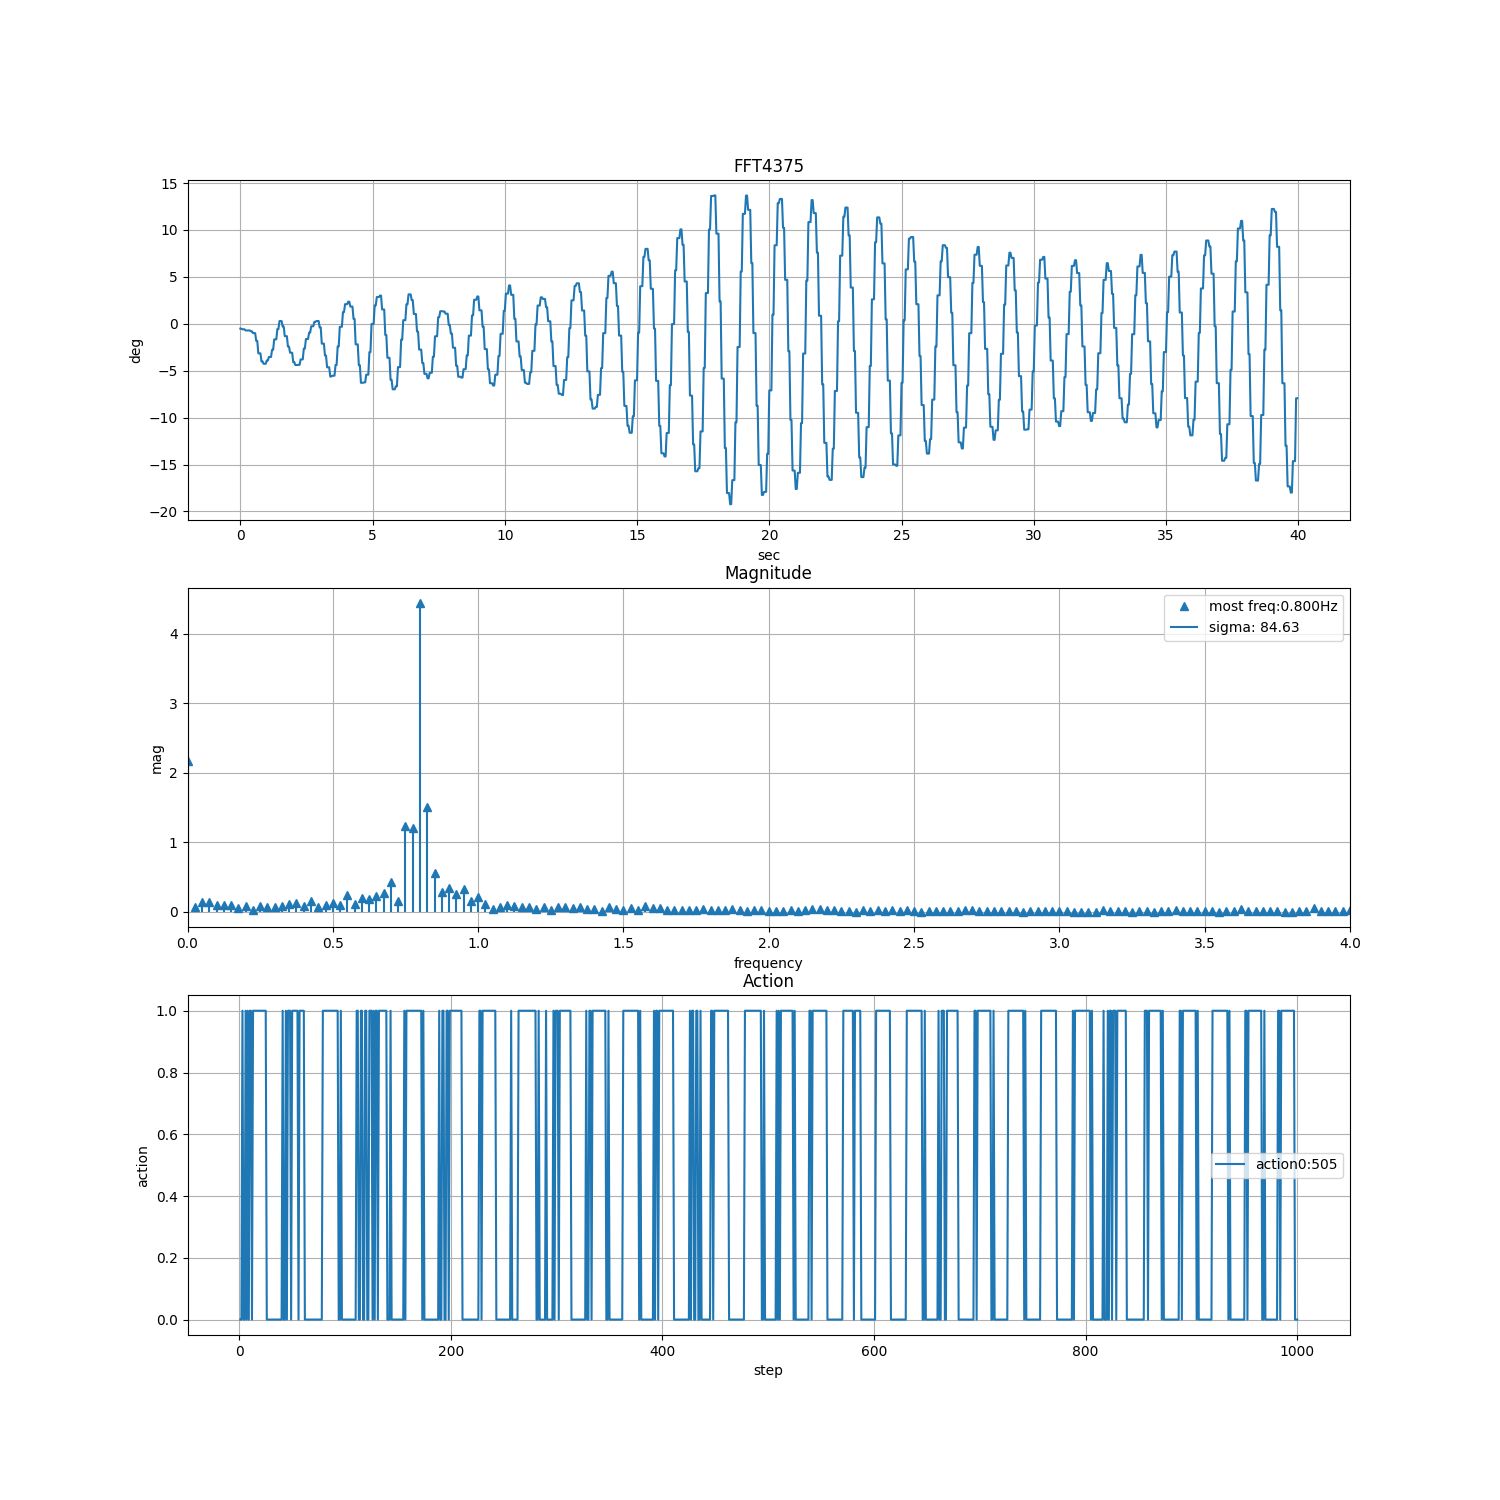 FFT4375
15
10
5
0
−5
−10
−15
−20
deg
0 5 10 15 20 25 30 35 40
sec
Magnitude
most freq:0.800Hz
sigma: 84.63
4
3
2
1
0
mag
0.0 0.5 1.0 1.5 2.0 2.5 3.0 3.5 4.0
frequency
Action
1.0
0.8
0.6
0.4
0.2
0.0
action
action0:505
0 200 400 600 800 1000
step